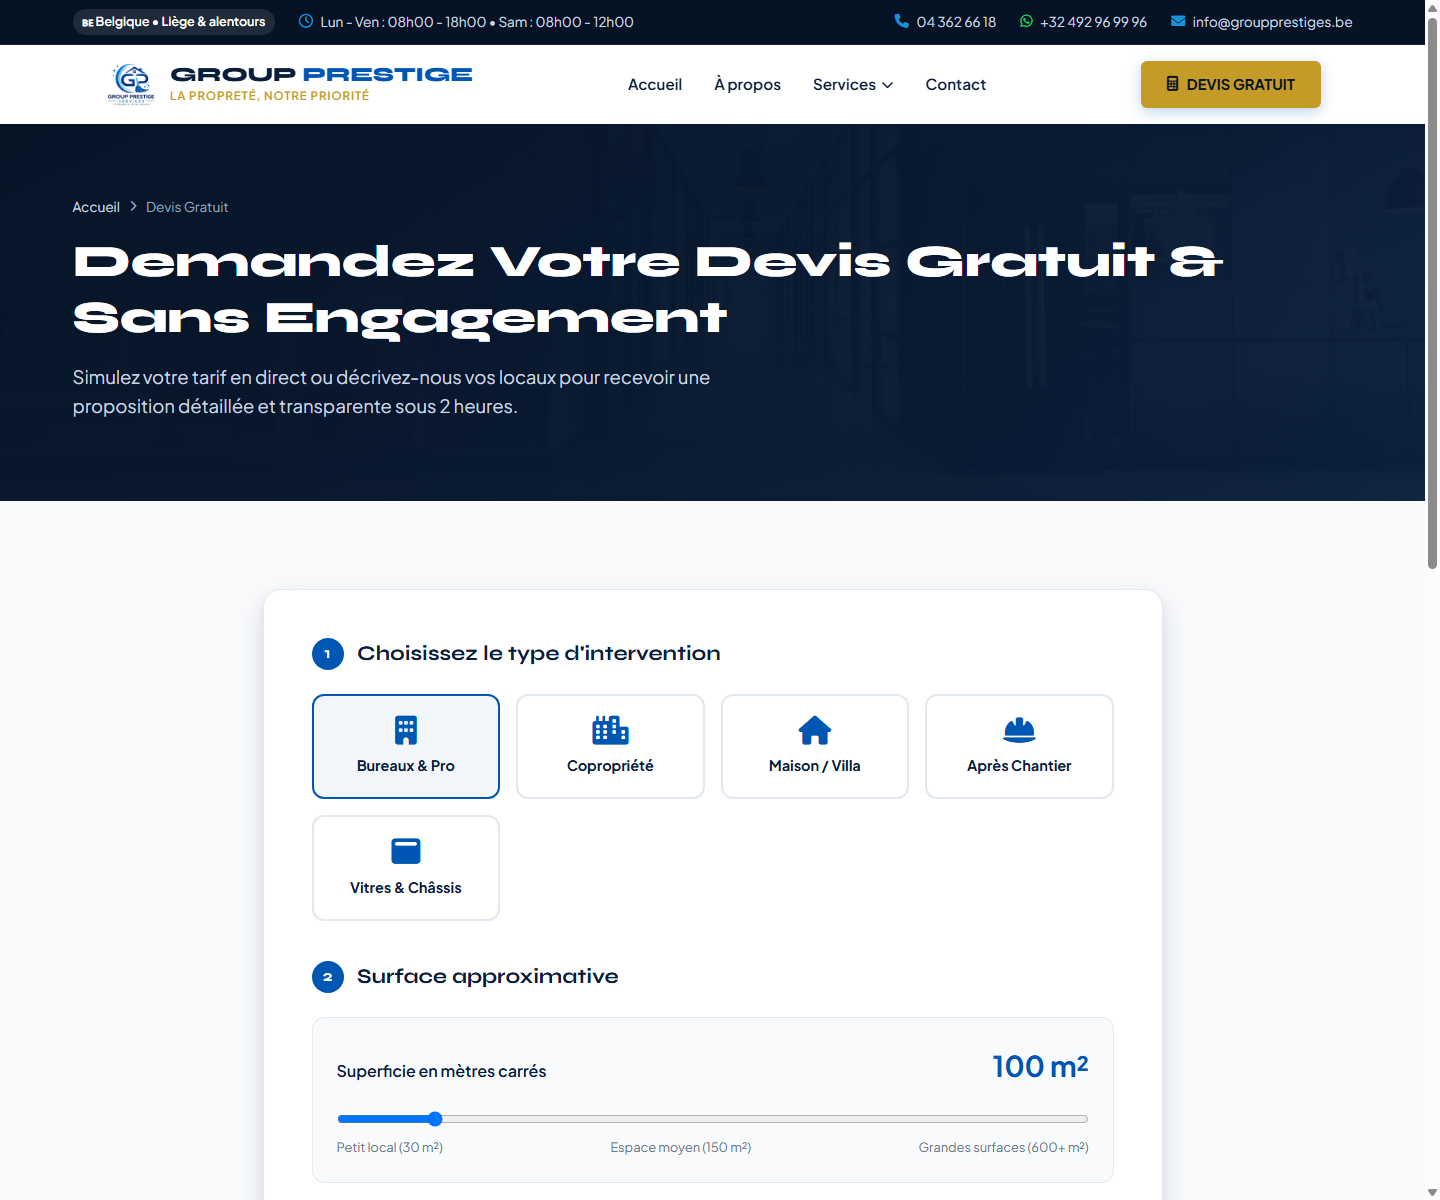 BE Belgique • Liège & alentours
Lun - Ven : 08h00 - 18h00 • Sam : 08h00 - 12h00
04 362 66 18
+32 492 96 99 96
info@groupprestiges.be
GROUP PRESTIGE
SERVICES
GROUP PRESTIGE
LA PROPRETÉ, NOTRE PRIORITÉ
Accueil
À propos
Services
Contact
DEVIS GRATUIT
Accueil > Devis Gratuit
Demandez Votre Devis Gratuit &
Sans Engagement
Simulez votre tarif en direct ou décrivez-nous vos locaux pour recevoir une
proposition détaillée et transparente sous 2 heures.
1 Choisissez le type d'intervention
Bureaux & Pro
Copropriété
Maison / Villa
Après Chantier
Vitres & Châssis
2 Surface approximative
Superficie en mètres carrés
100 m²
Petit local (30 m²)
Espace moyen (150 m²)
Grandes surfaces (600+ m²)